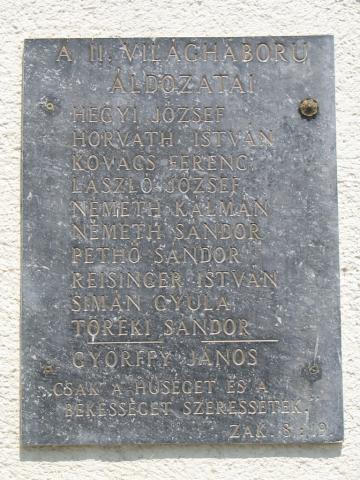 A II. VILÁGHÁBORÚ
ÁLDOZATAI
HEGYI JÓZSEF
HORVÁTH ISTVÁN
KOVÁCS FERENC
LÁSZLÓ JÓZSEF
NÉMETH KÁLMÁN
NÉMETH SÁNDOR
PETHŐ SÁNDOR
REISINGER ISTVÁN
SIMÁN GYULA
TÖREKI SÁNDOR
GYÖRFFY JÁNOS
CSAK A HŰSÉGET ÉS A
BÉKESSÉGET SZERESSÉTEK.
ZAK. 8:19